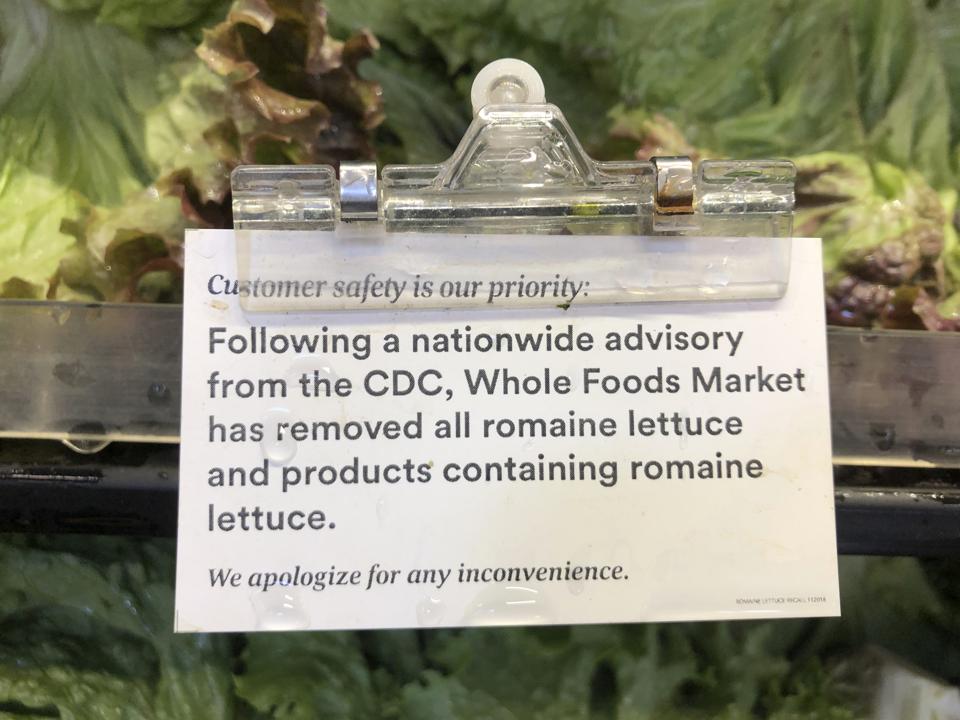 Customer safety is our priority:
Following a nationwide advisory
from the CDC, Whole Foods Market
has removed all romaine lettuce
and products containing romaine
lettuce.
We apologize for any inconvenience.
ROMAINE LETTUCE RECALL 112018